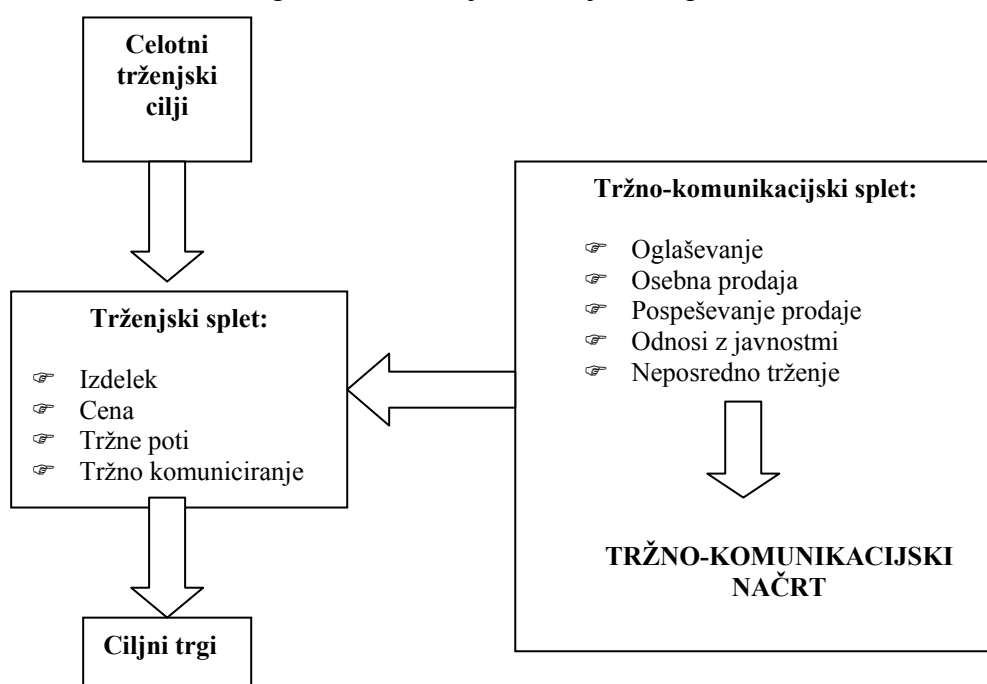 Celotni
trženjski
cilji
Trženjski splet:
☞ Izdelek
☞ Cena
☞ Tržne poti
☞ Tržno komuniciranje
Ciljni trgi
Tržno-komunikacijski splet:
☞ Oglaševanje
☞ Osebna prodaja
☞ Pospeševanje prodaje
☞ Odnosi z javnostmi
☞ Neposredno trženje
TRŽNO-KOMUNIKACIJSKI
NAČRT